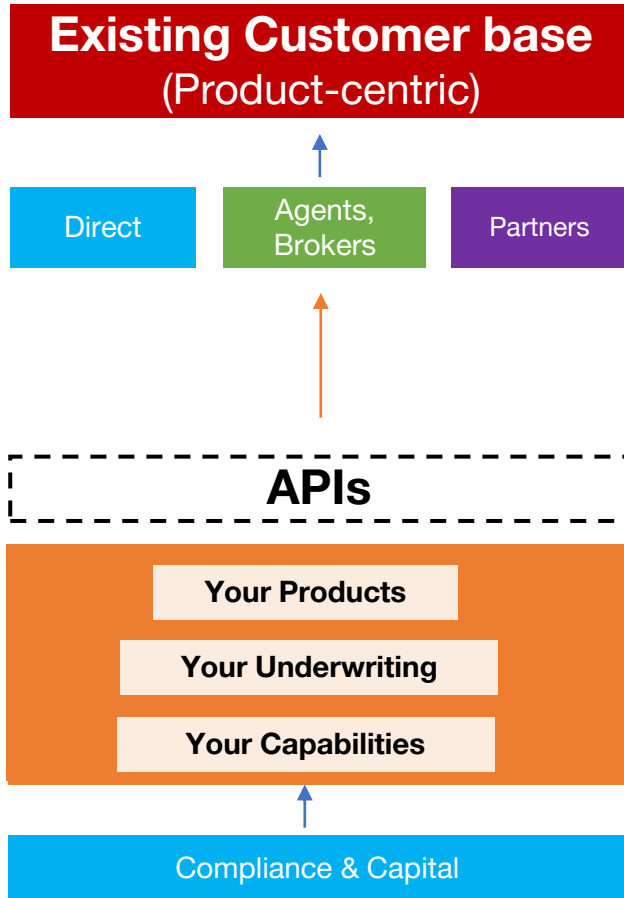 Existing Customer base
(Product-centric)
Direct
Agents,
Brokers
Partners
APIs
Your Products
Your Underwriting
Your Capabilities
Compliance & Capital